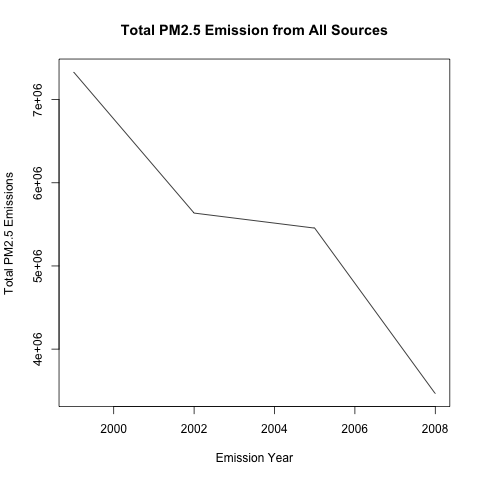 Total PM2.5 Emission from All Sources
Total PM2.5 Emissions
7e+06
6e+06
5e+06
4e+06
2000 2002 2004 2006 2008
Emission Year